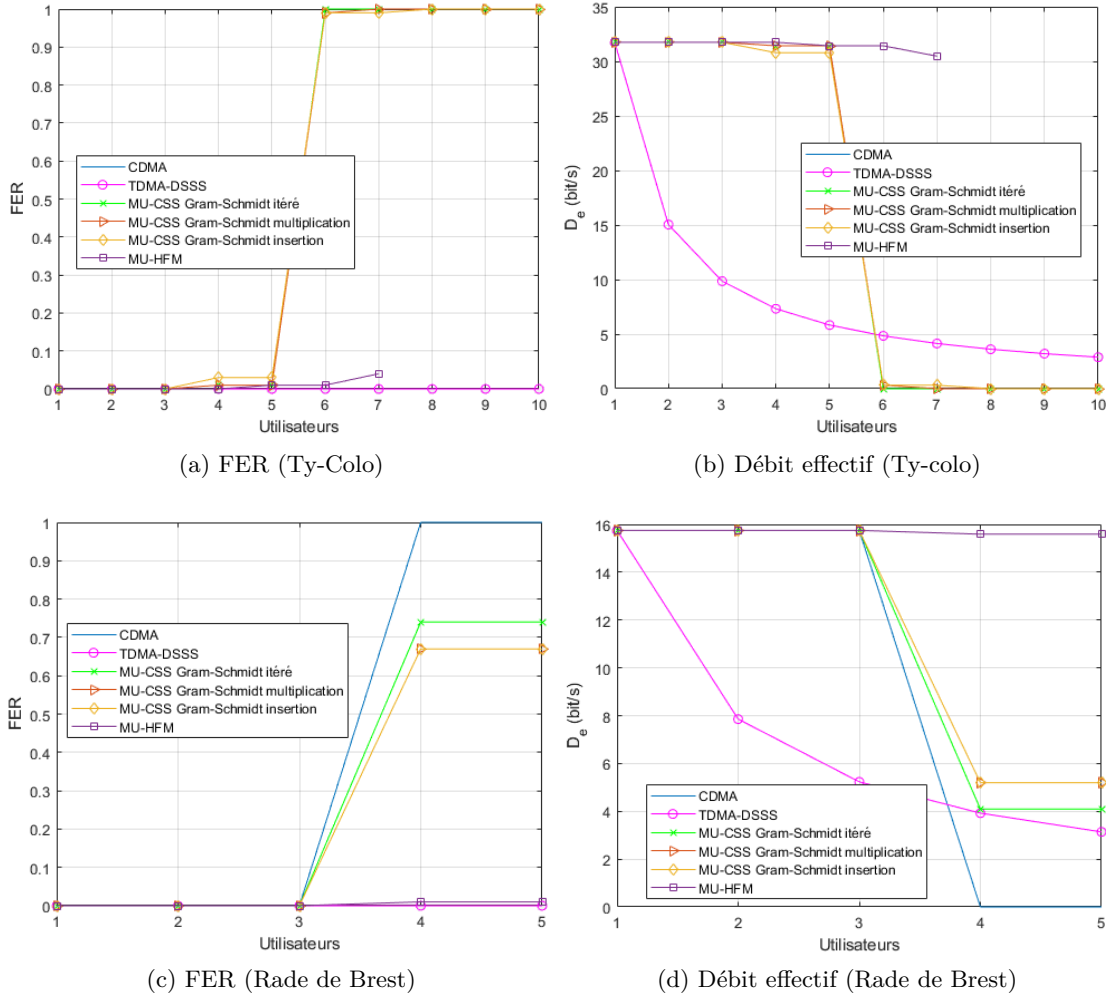 FER
1
0.9
0.8
0.7
0.6
0.5
0.4
0.3
0.2
0.1
0
CDMA
TDMA-DSSS
MU-CSS Gram-Schmidt itéré
MU-CSS Gram-Schmidt multiplication
MU-CSS Gram-Schmidt insertion
MU-HFM
1 2 3 4 5 6 7 8 9 10
Utilisateurs
(a) FER (Ty-Colo)
D_e (bit/s)
35
30
25
20
15
10
5
0
CDMA
TDMA-DSSS
MU-CSS Gram-Schmidt itéré
MU-CSS Gram-Schmidt multiplication
MU-CSS Gram-Schmidt insertion
MU-HFM
1 2 3 4 5 6 7 8 9 10
Utilisateurs
(b) Débit effectif (Ty-colo)
FER
1
0.9
0.8
0.7
0.6
0.5
0.4
0.3
0.2
0.1
0
CDMA
TDMA-DSSS
MU-CSS Gram-Schmidt itéré
MU-CSS Gram-Schmidt multiplication
MU-CSS Gram-Schmidt insertion
MU-HFM
1 2 3 4 5
Utilisateurs
(c) FER (Rade de Brest)
D_e (bit/s)
16
14
12
10
8
6
4
2
0
CDMA
TDMA-DSSS
MU-CSS Gram-Schmidt itéré
MU-CSS Gram-Schmidt multiplication
MU-CSS Gram-Schmidt insertion
MU-HFM
1 2 3 4 5
Utilisateurs
(d) Débit effectif (Rade de Brest)